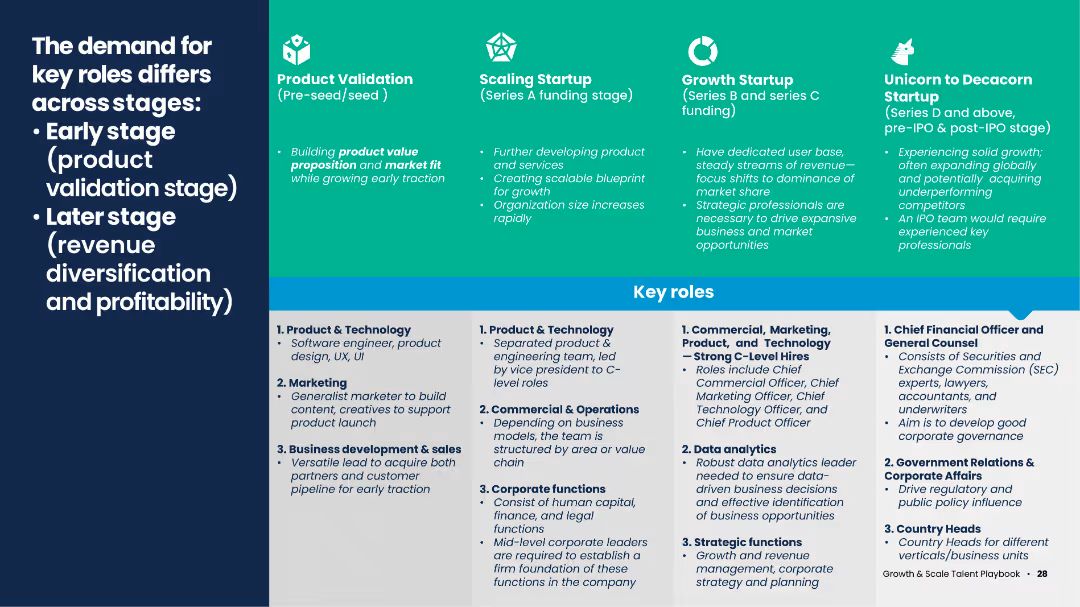 The demand for
key roles differs
across stages:
• Early stage
(product
validation stage)
• Later stage
(revenue
diversification
and profitability)
Product Validation
(Pre-seed/seed )
• Building product value
proposition and market fit
while growing early traction
Scaling Startup
(Series A funding stage)
• Further developing product
and services
• Creating scalable blueprint
for growth
• Organization size increases
rapidly
Growth Startup
(Series B and series C
funding)
• Have dedicated user base,
steady streams of revenue—
focus shifts to dominance of
market share
• Strategic professionals are
necessary to drive expansive
business and market
opportunities
Unicorn to Decacorn
Startup
(Series D and above,
pre-IPO & post-IPO stage)
• Experiencing solid growth;
often expanding globally
and potentially acquiring
underperforming
competitors
• An IPO team would require
experienced key
professionals
Key roles
1. Product & Technology
• Software engineer, product
design, UX, UI
2. Marketing
• Generalist marketer to build
content, creatives to support
product launch
3. Business development & sales
• Versatile lead to acquire both
partners and customer
pipeline for early traction
1. Product & Technology
• Separated product &
engineering team, led
by vice president to C-
level roles
2. Commercial & Operations
• Depending on business
models, the team is
structured by area or value
chain
3. Corporate functions
• Consist of human capital,
finance, and legal
functions
• Mid-level corporate leaders
are required to establish a
firm foundation of these
functions in the company
1. Commercial, Marketing,
Product, and Technology
—Strong C-Level Hires
• Roles include Chief
Commercial Officer, Chief
Marketing Officer, Chief
Technology Officer, and
Chief Product Officer
2. Data analytics
• Robust data analytics leader
needed to ensure data-
driven business decisions
and effective identification
of business opportunities
3. Strategic functions
• Growth and revenue
management, corporate
strategy and planning
1. Chief Financial Officer and
General Counsel
• Consists of Securities and
Exchange Commission (SEC)
experts, lawyers,
accountants, and
underwriters
• Aim is to develop good
corporate governance
2. Government Relations &
Corporate Affairs
• Drive regulatory and
public policy influence
3. Country Heads
• Country Heads for different
verticals/business units
Growth & Scale Talent Playbook • 28